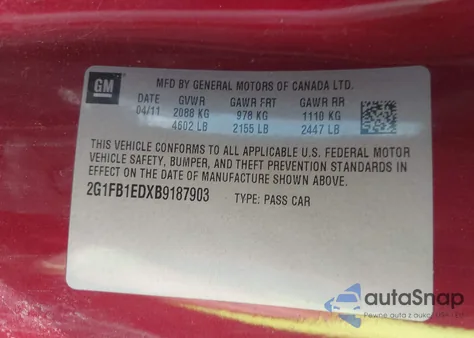 GM
MFD BY GENERAL MOTORS OF CANADA LTD.
DATE GVWR GAWR FRT GAWR RR
04/11 2088 KG 978 KG 1110 KG
4602 LB 2155 LB 2447 LB
THIS VEHICLE CONFORMS TO ALL APPLICABLE U.S. FEDERAL MOTOR
VEHICLE SAFETY, BUMPER, AND THEFT PREVENTION STANDARDS IN
EFFECT ON THE DATE OF MANUFACTURE SHOWN ABOVE.
2G1FB1EDXB9187903 TYPE: PASS CAR
autoSnap
Pewne auta z aukcji